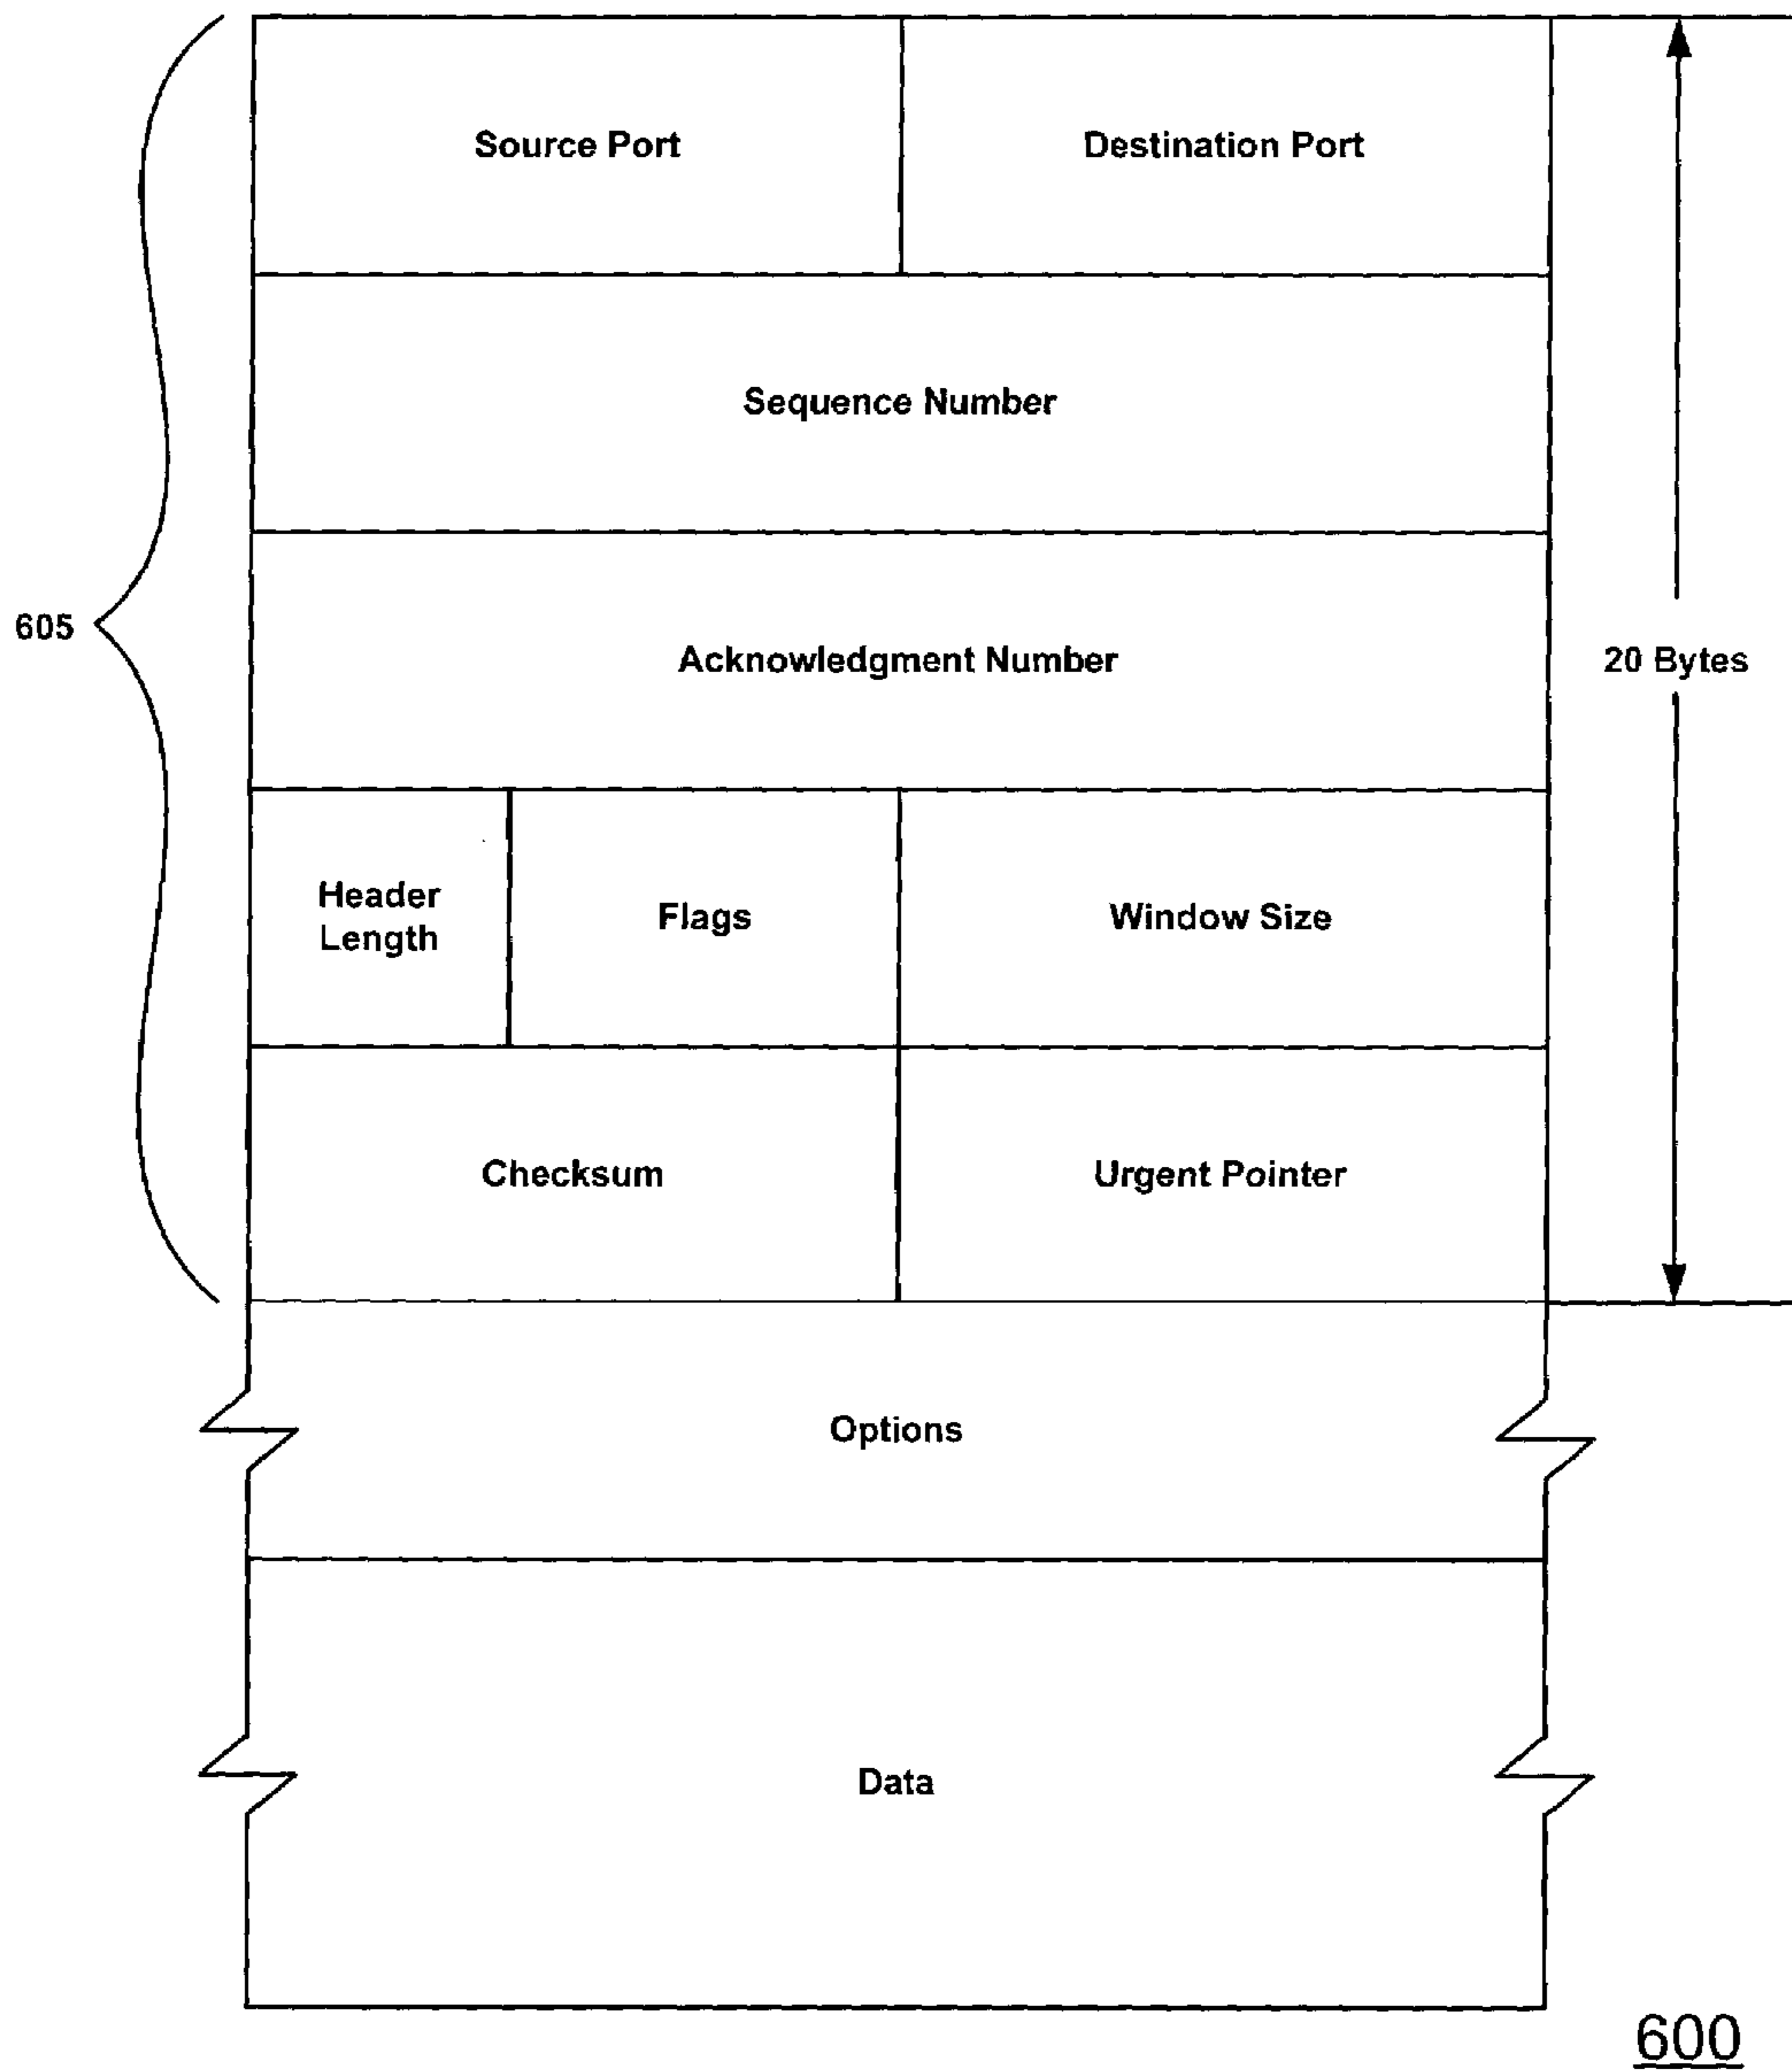 Source Port
Destination Port
Sequence Number
605
Acknowledgment Number
20 Bytes
Header
Length
Flags
Window Size
Checksum
Urgent Pointer
Options
Data
600